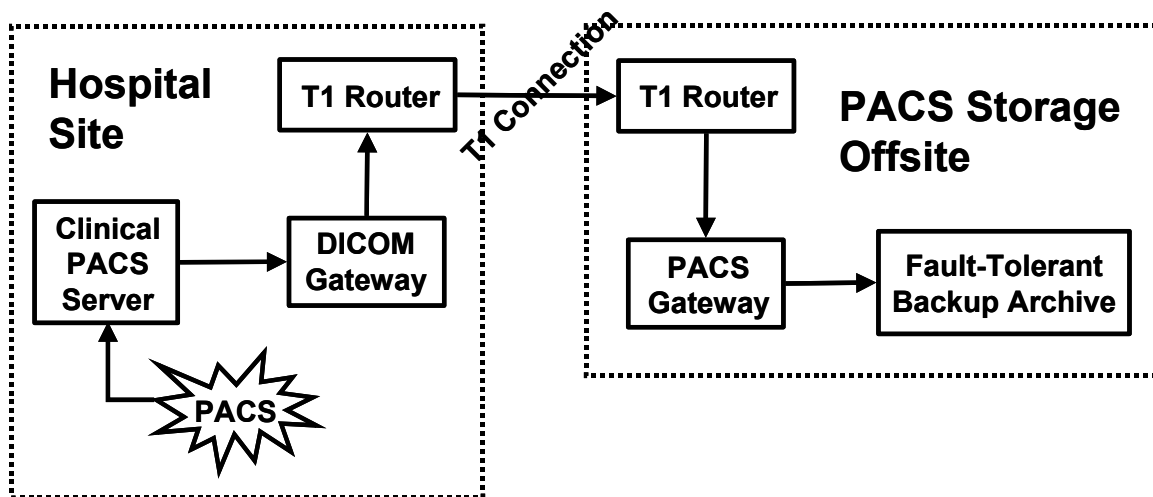 Hospital
Site
T1 Router
T1 Connection
T1 Router
PACS Storage
Offsite
Clinical
PACS
Server
DICOM
Gateway
PACS
Gateway
Fault-Tolerant
Backup Archive
PACS